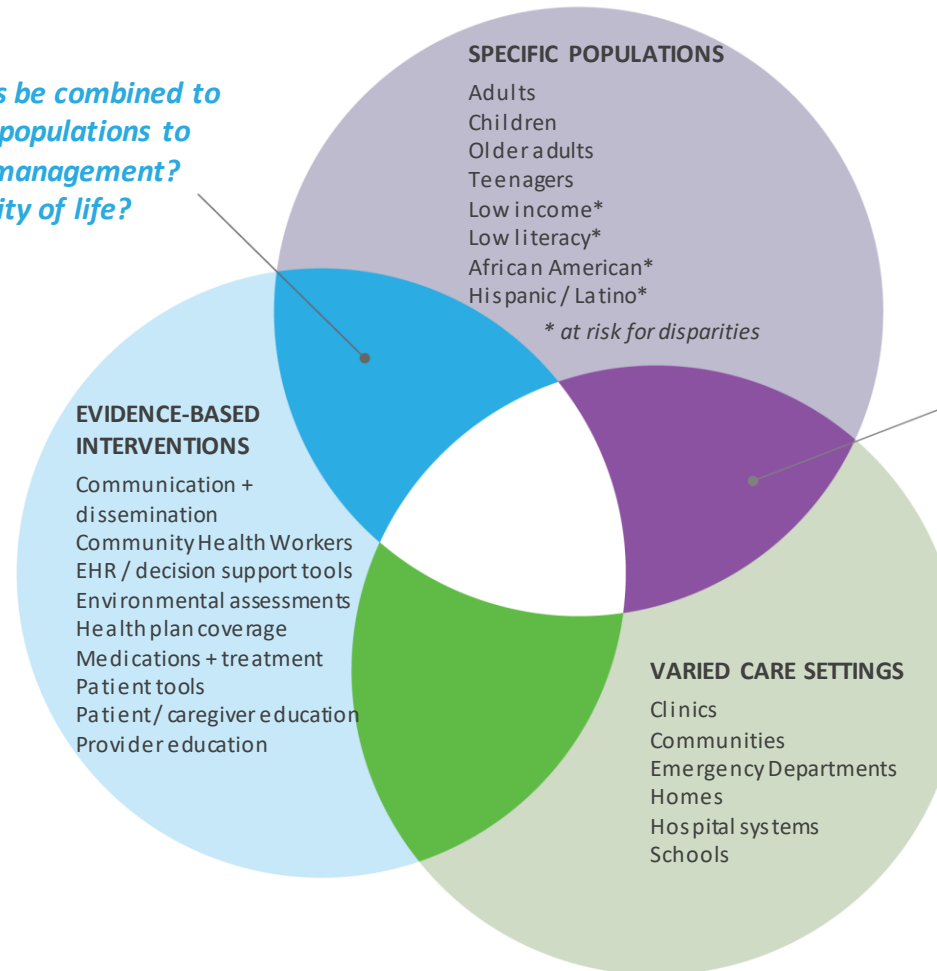 s be combined to
populations to
management?
ity of life?
SPECIFIC POPULATIONS
Adults
Children
Older adults
Teenagers
Low income*
Low literacy*
African American*
Hispanic / Latino*
* at risk for disparities
EVIDENCE-BASED
INTERVENTIONS
Communication +
dissemination
Community Health Workers
EHR / decision support tools
Environmental assessments
Health plan coverage
Medications + treatment
Patient tools
Patient / caregiver education
Provider education
VARIED CARE SETTINGS
Clinics
Communities
Emergency Departments
Homes
Hospital systems
Schools